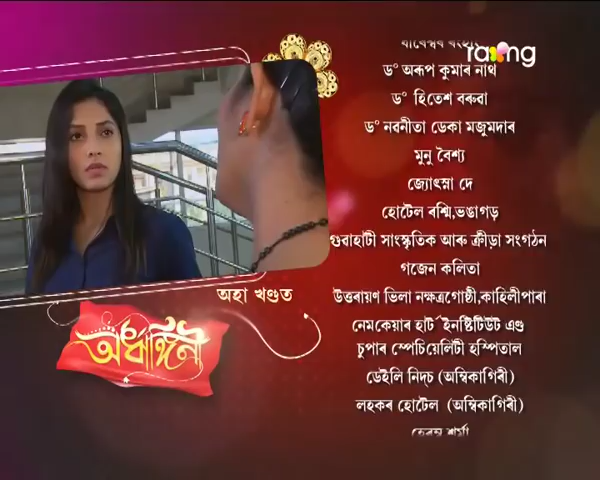 rang
ড° অৰূপ কুমাৰ নাথ
ড° হিতেশ বৰুৱা
ড° নৱনীতা ডেকা মজুমদাৰ
মুনু বৈশ্য
জ্যোৎস্না দে
হোটেল ৰশ্মি,ভঙাগড়
গুৱাহাটী সাংস্কৃতিক আৰু ক্ৰীড়া সংগঠন
গজেন কলিতা
উত্তৰায়ণ ভিলা নক্ষত্ৰগোষ্ঠী,কাহিলীপাৰা
নেমকেয়াৰ হাৰ্ট ইনষ্টিটিউট এণ্ড
চুপাৰ স্পেচিয়েলিটী হস্পিতাল
ডেইলি নিদ্‌চ (অম্বিকাগিৰী)
লহকৰ হোটেল (অম্বিকাগিৰী)
অহা খণ্ডত
অৰ্ধাঙ্গিনী